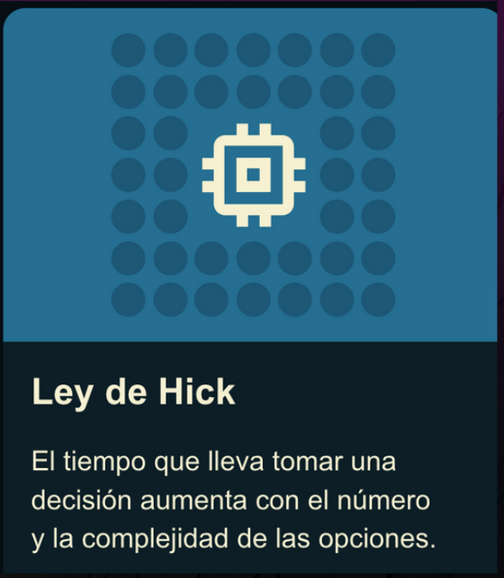 Ley de Hick
El tiempo que lleva tomar una
decisión aumenta con el número
y la complejidad de las opciones.